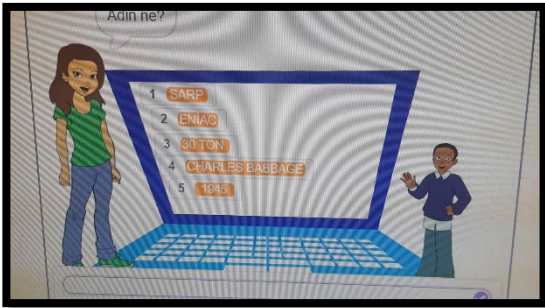 Adın ne?
1 SARP
2 ENIAC
3 30 TON
4 CHARLES BABBAGE
5 1945